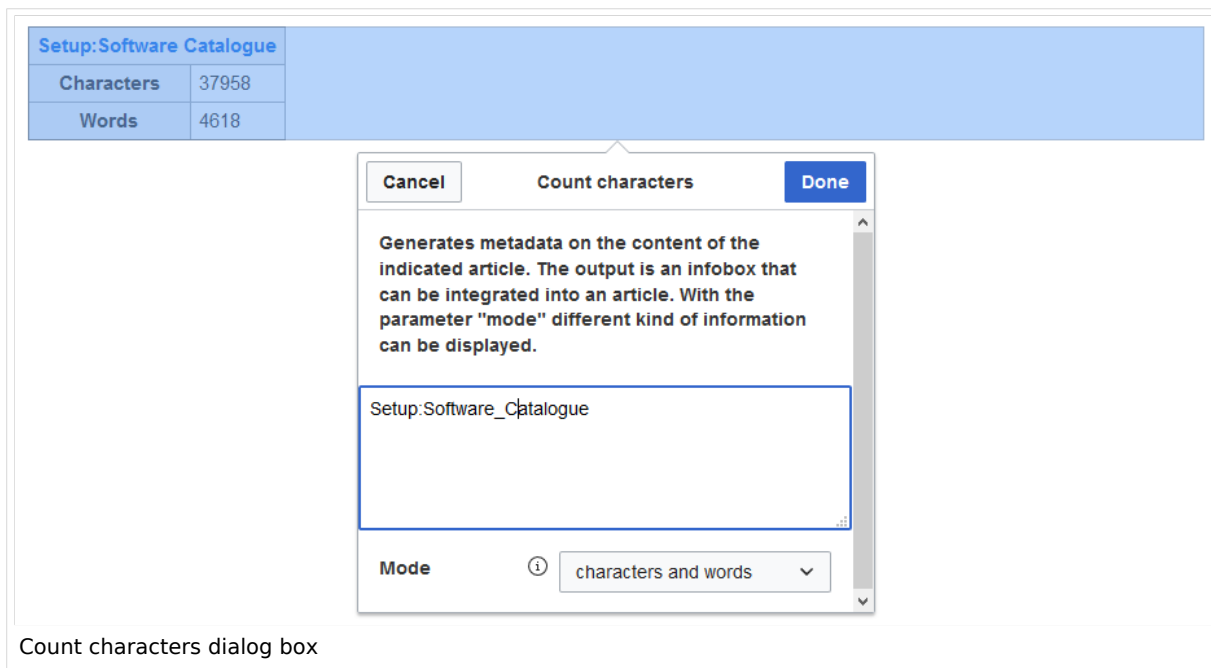 Setup:Software Catalogue
Characters 37958
Words 4618
Cancel Count characters Done
Generates metadata on the content of the
indicated article. The output is an infobox that
can be integrated into an article. With the
parameter "mode" different kind of information
can be displayed.
Setup:Software_Catalogue
Mode characters and words
Count characters dialog box